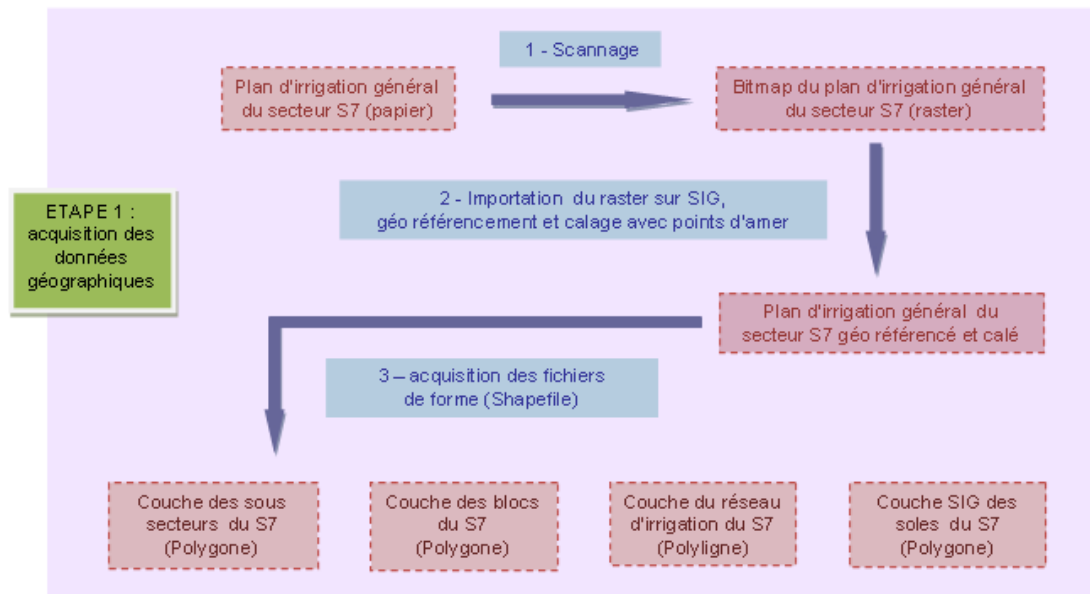 1 - Scannage
Plan d'irrigation général
du secteur S7 (papier)
Bitmap du plan d'irrigation général
du secteur S7 (raster)
2 - Importation du raster sur SIG,
géo référencement et calage avec points d'amer
ETAPE 1 :
acquisition des
données
géographiques
Plan d'irrigation général du
secteur S7 géo référencé et calé
3 – acquisition des fichiers
de forme (Shapefile)
Couche des sous
secteurs du S7
(Polygone)
Couche des blocs
du S7
(Polygone)
Couche du réseau
d'irrigation du S7
(Polyligne)
Couche SIG des
soles du S7
(Polygone)